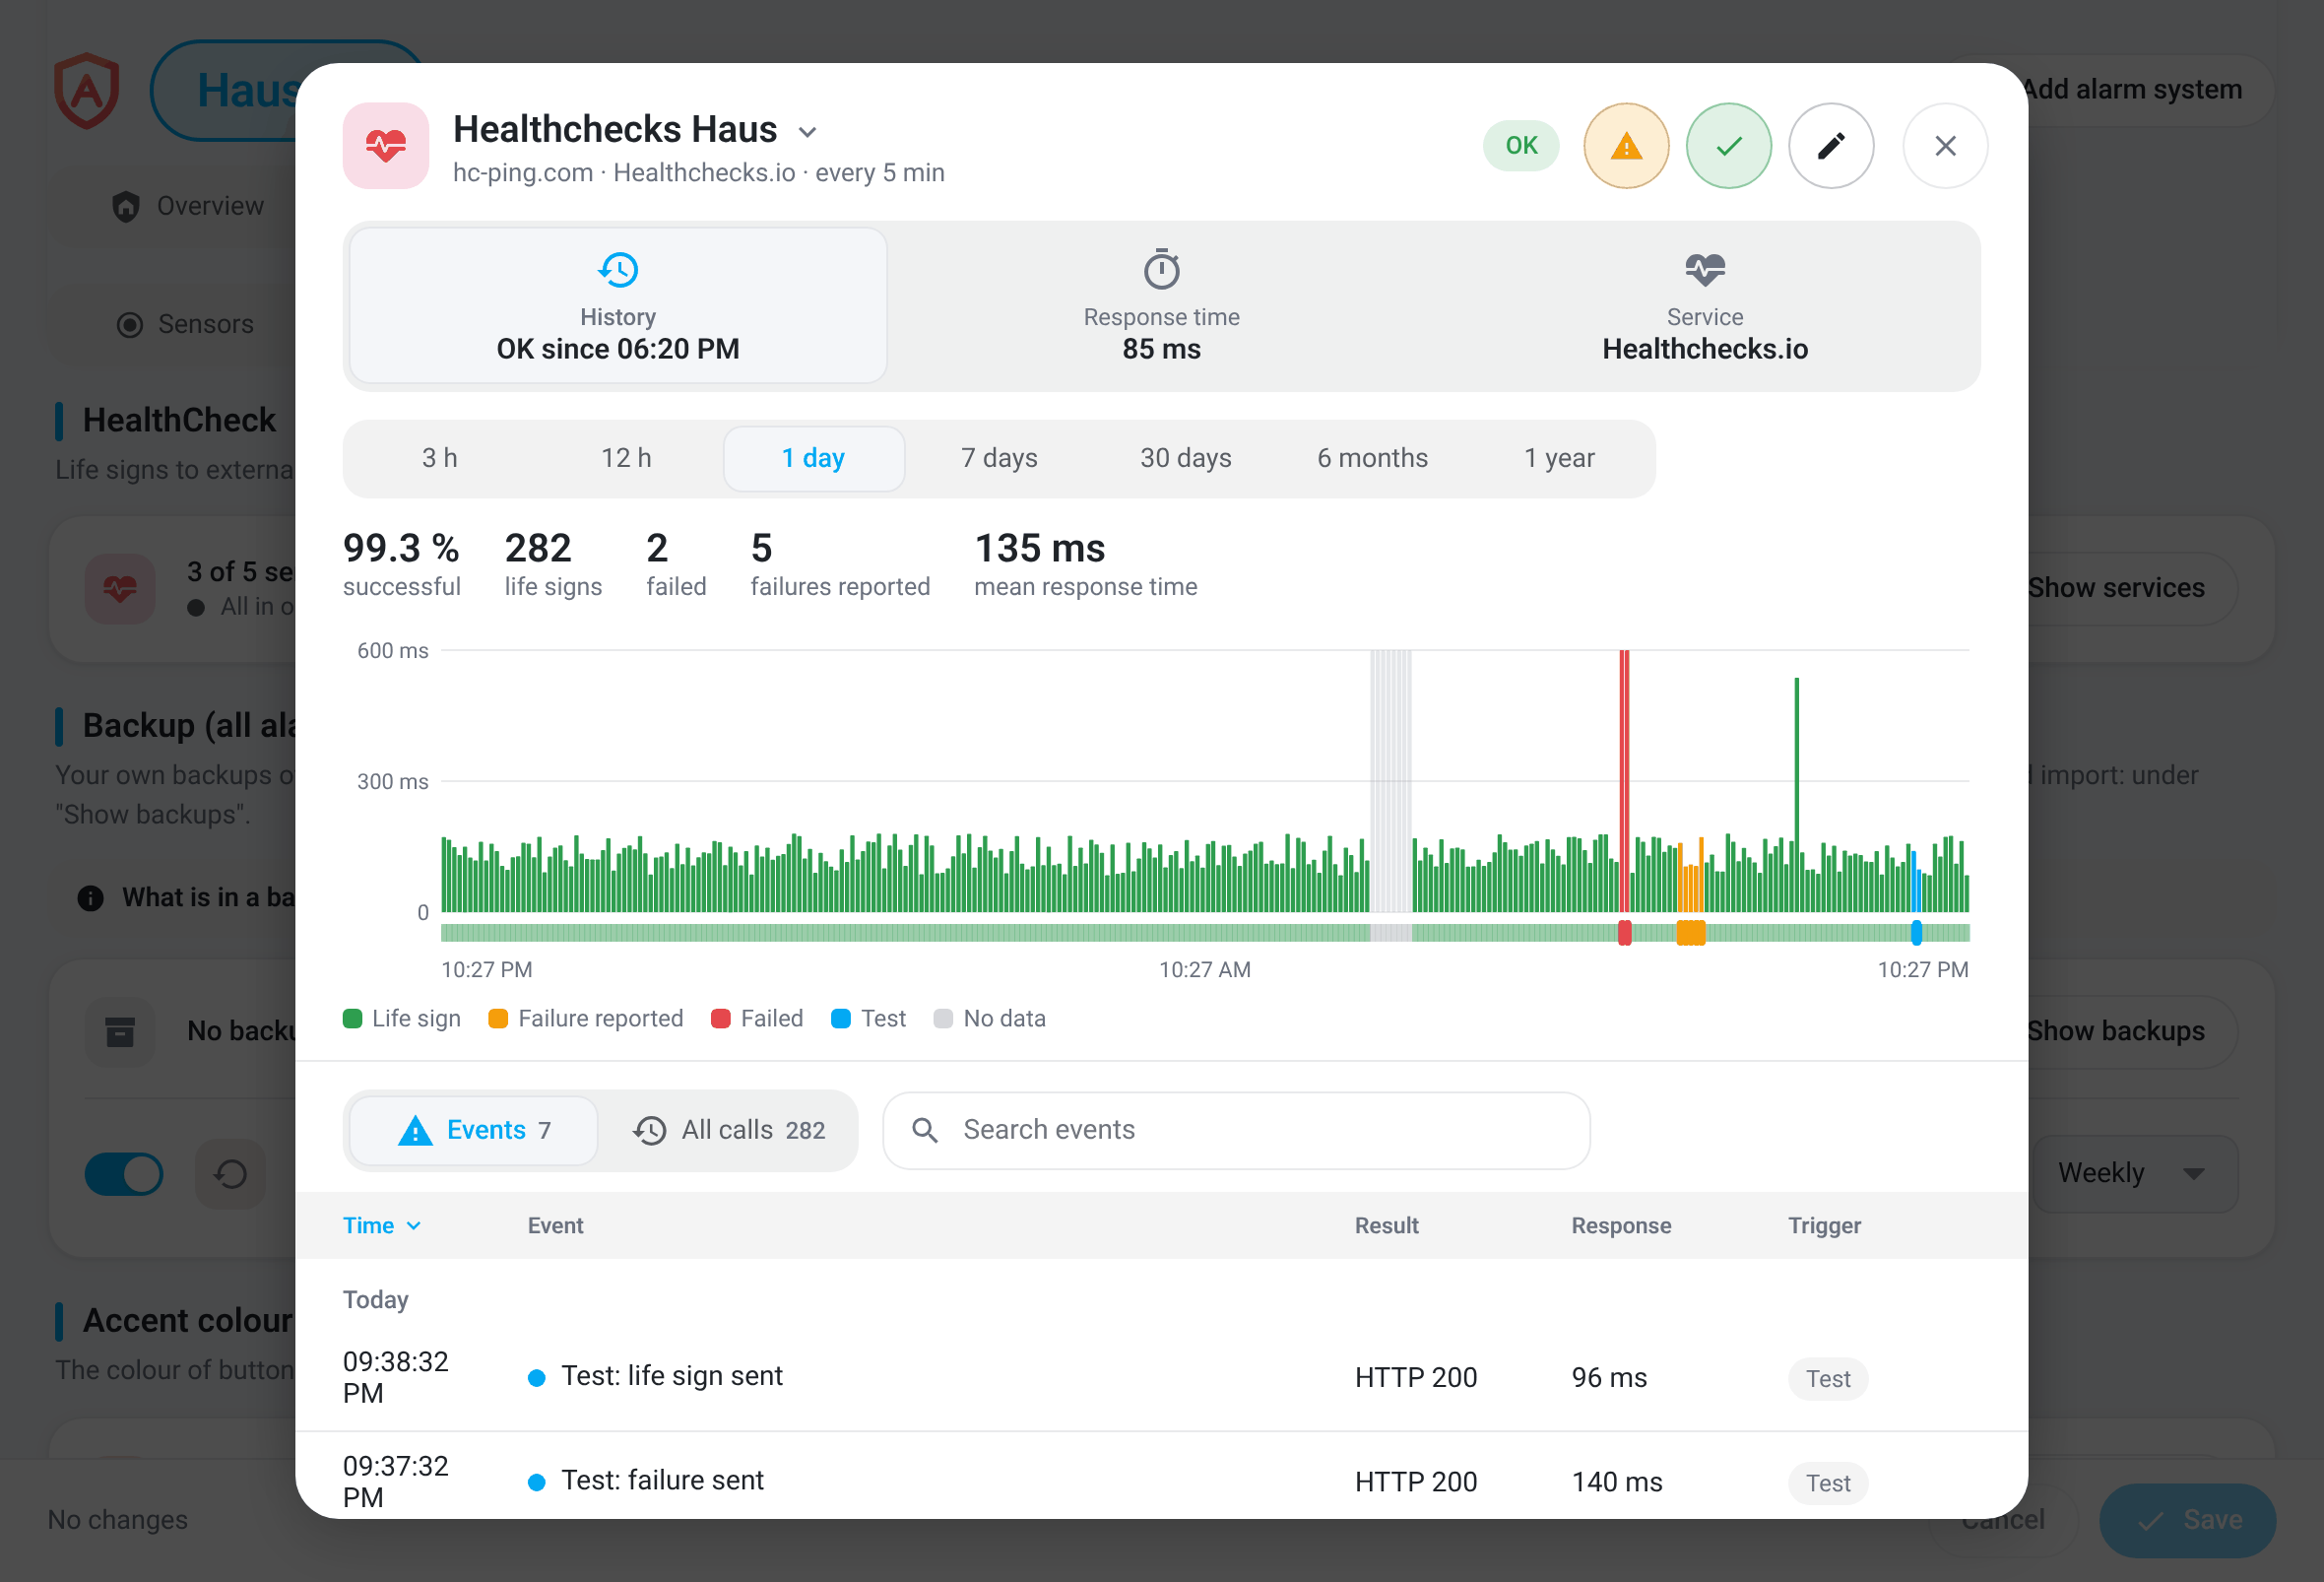 Haus
Add alarm system
Healthchecks Haus
hc-ping.com · Healthchecks.io · every 5 min
OK
Overview
Sensors
History
OK since 06:20 PM
Response time
85 ms
Service
Healthchecks.io
HealthCheck
Life signs to externa
3 h
12 h
1 day
7 days
30 days
6 months
1 year
99.3 %
successful
282
life signs
2
failed
5
failures reported
135 ms
mean response time
3 of 5 se
All in o
Show services
600 ms
300 ms
0
10:27 PM
10:27 AM
10:27 PM
Backup (all ala
Your own backups o
"Show backups".
import: under
What is in a ba
Life sign
Failure reported
Failed
Test
No data
No backu
Show backups
Events 7
All calls 282
Search events
Weekly
Time
Event
Result
Response
Trigger
Today
Accent colour
The colour of button
09:38:32 PM
Test: life sign sent
HTTP 200
96 ms
Test
09:37:32 PM
Test: failure sent
HTTP 200
140 ms
Test
No changes
Cancel
Save